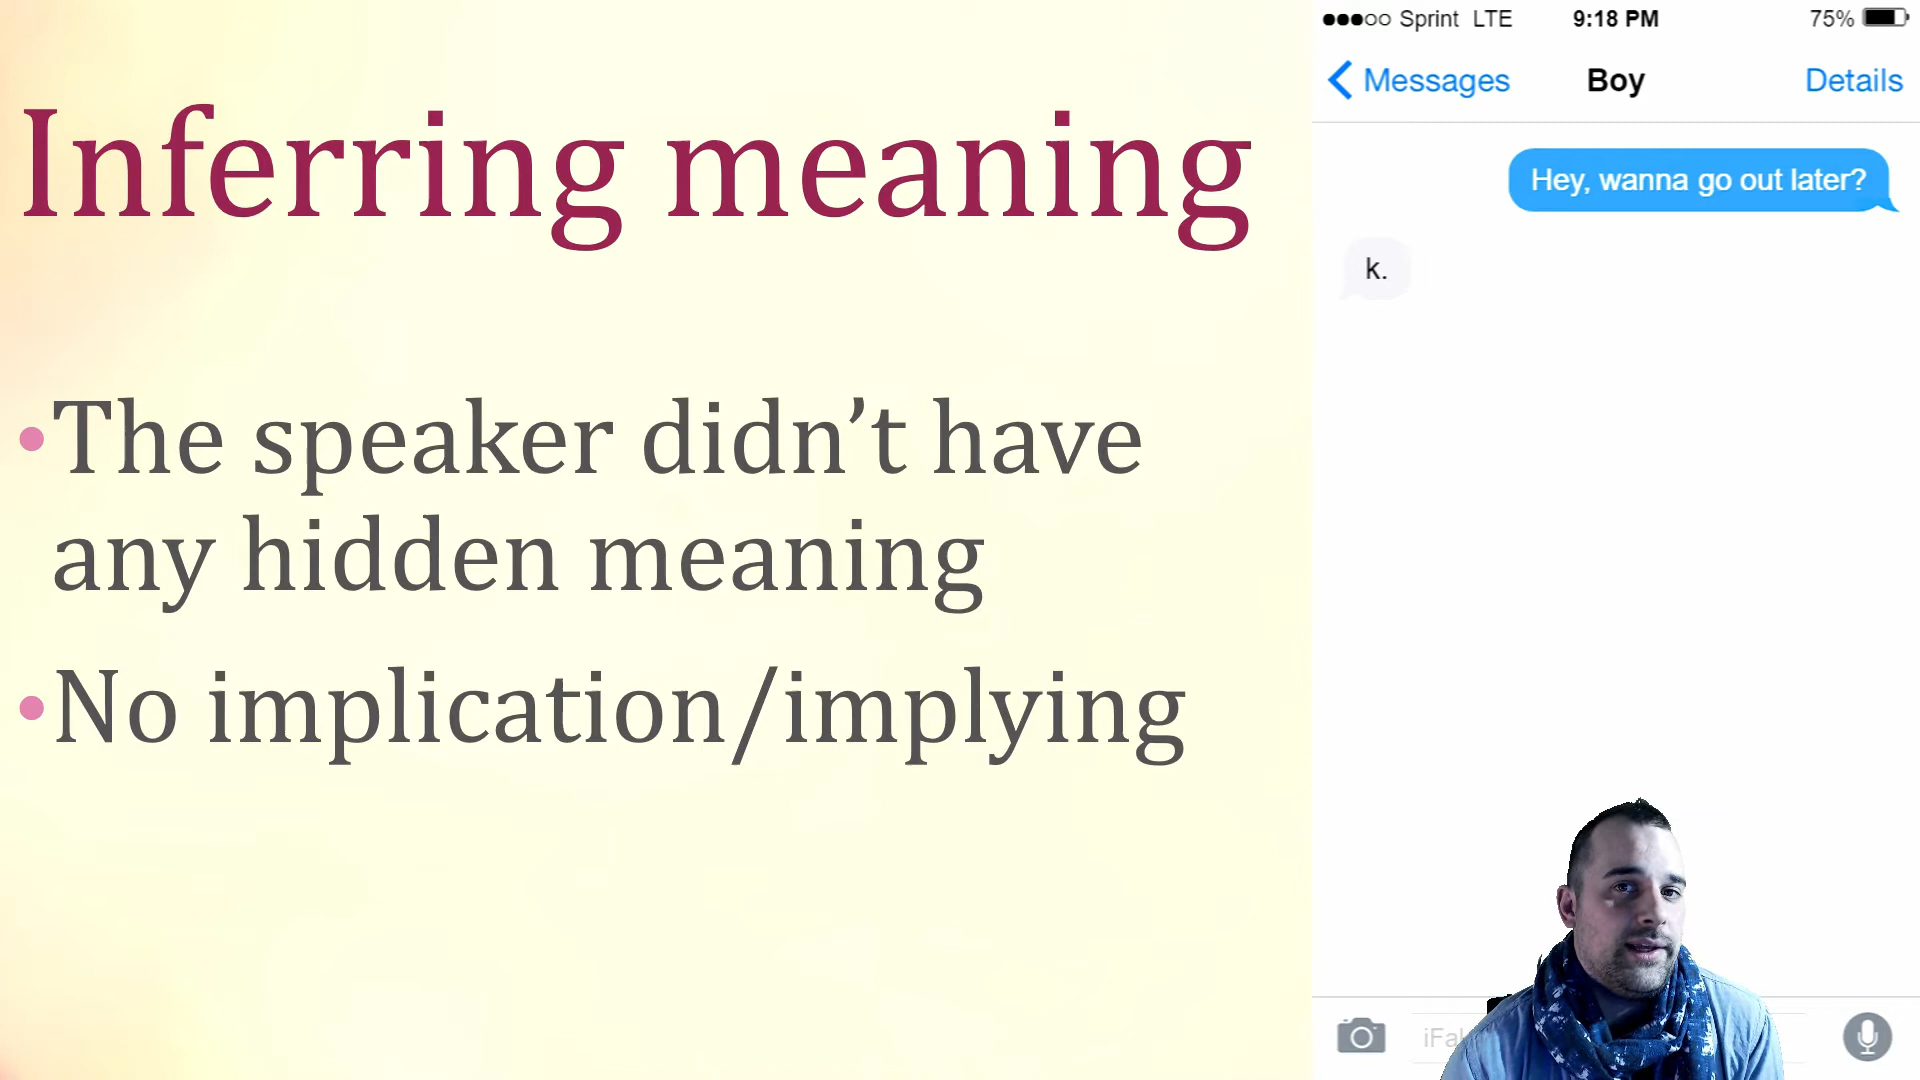 Inferring meaning
•The speaker didn’t have
any hidden meaning
•No implication/implying
Sprint LTE 9:18 PM 75%
Messages Boy Details
Hey, wanna go out later?
k.